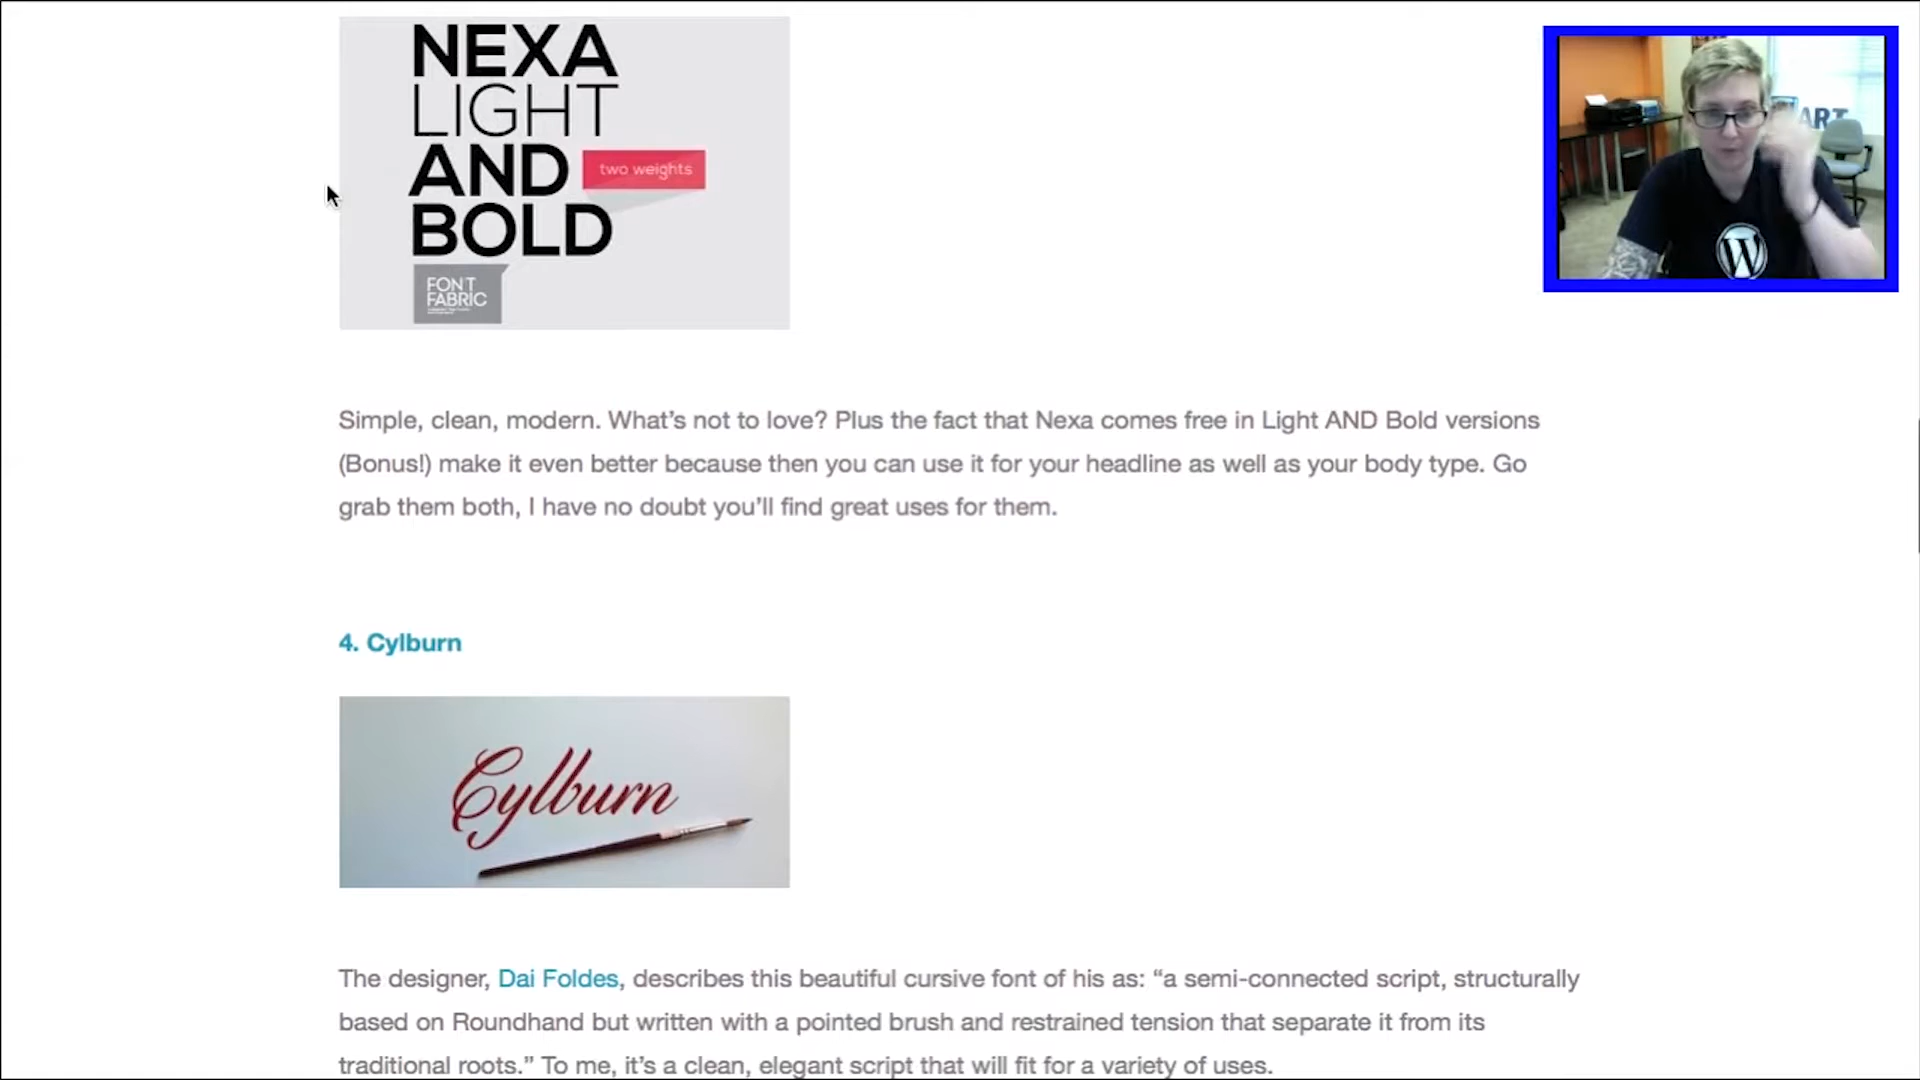 NEXA
LIGHT
AND
two weights
BOLD
FONT
FABRIC
ART
W
Simple, clean, modern. What’s not to love? Plus the fact that Nexa comes free in Light AND Bold versions
(Bonus!) make it even better because then you can use it for your headline as well as your body type. Go
grab them both, I have no doubt you’ll find great uses for them.
4. Cylburn
Cylburn
The designer, Dai Foldes, describes this beautiful cursive font of his as: “a semi-connected script, structurally
based on Roundhand but written with a pointed brush and restrained tension that separate it from its
traditional roots.” To me, it’s a clean, elegant script that will fit for a variety of uses.